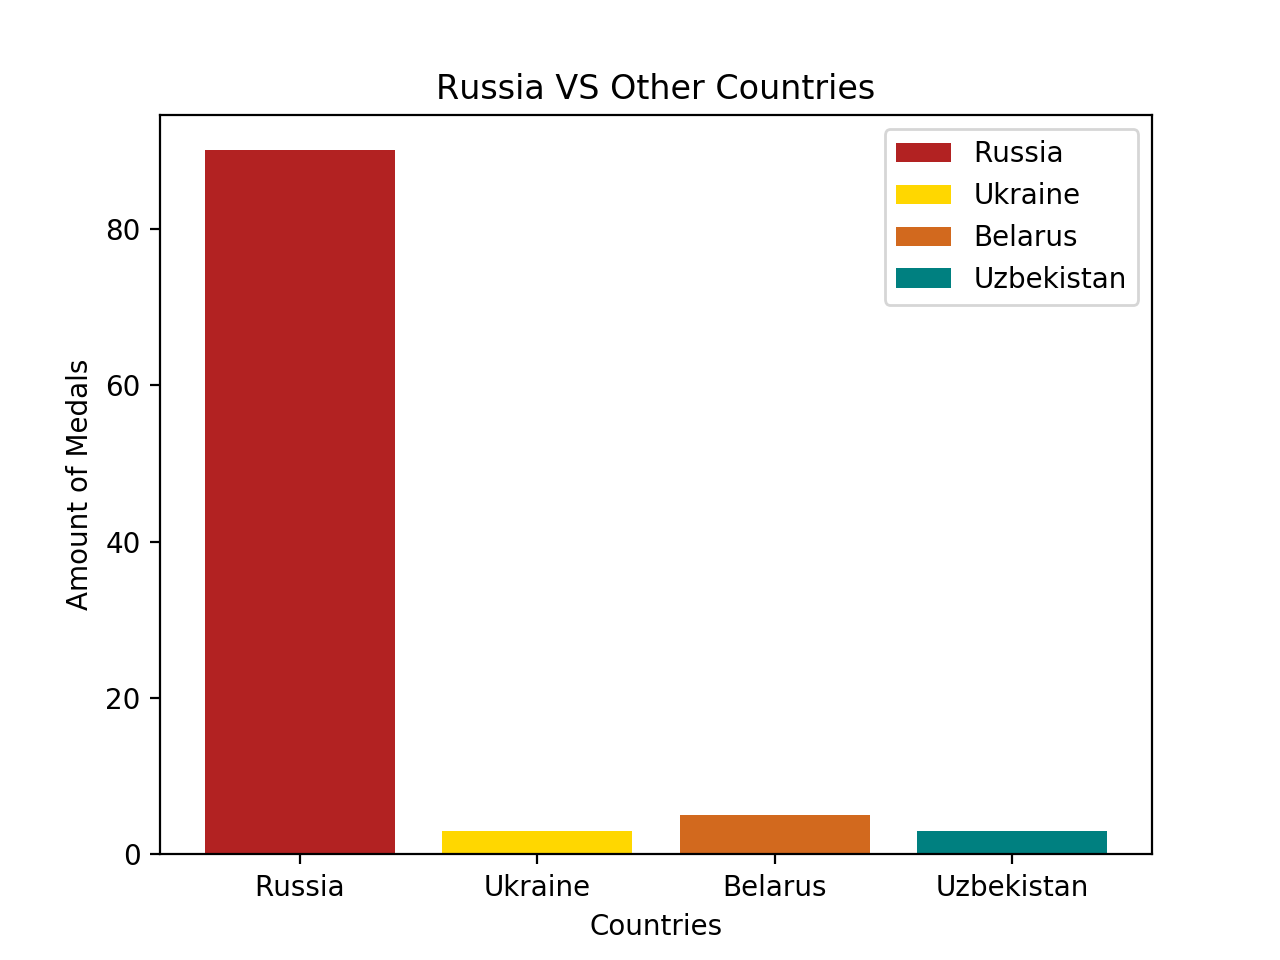 Russia VS Other Countries
Russia
Ukraine
Belarus
Uzbekistan
80
60
40
20
0
Amount of Medals
Russia Ukraine Belarus Uzbekistan
Countries